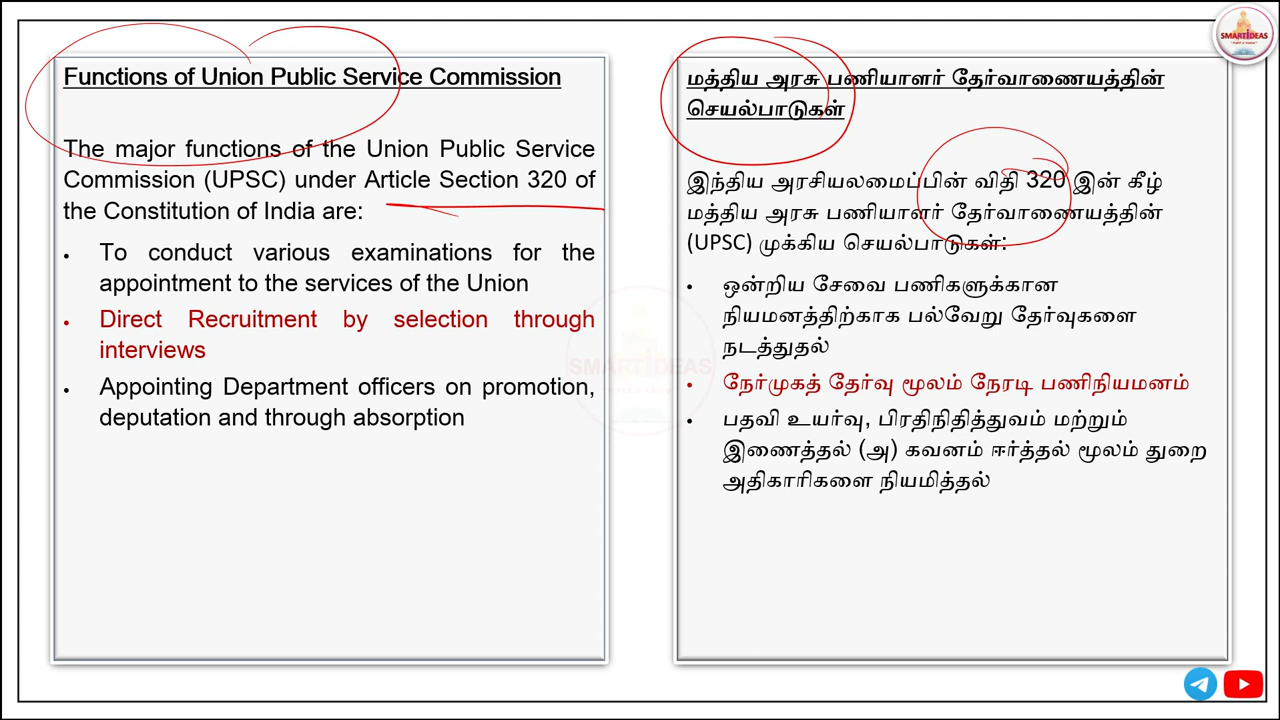 SMARTIDEAS
Functions of Union Public Service Commission
The major functions of the Union Public Service
Commission (UPSC) under Article Section 320 of
the Constitution of India are:
• To conduct various examinations for the
appointment to the services of the Union
• Direct Recruitment by selection through
interviews
• Appointing Department officers on promotion,
deputation and through absorption
மத்திய அரசு பணியாளர் தேர்வாணையத்தின்
செயல்பாடுகள்
இந்திய அரசியலமைப்பின் விதி 320 இன் கீழ்
மத்திய அரசு பணியாளர் தேர்வாணையத்தின்
(UPSC) முக்கிய செயல்பாடுகள்:
• ஒன்றிய சேவை பணிகளுக்கான
நியமனத்திற்காக பல்வேறு தேர்வுகளை
நடத்துதல்
• நேர்முகத் தேர்வு மூலம் நேரடி பணிநியமனம்
• பதவி உயர்வு, பிரதிநிதித்துவம் மற்றும்
இணைத்தல் (அ) கவனம் ஈர்த்தல் மூலம் துறை
அதிகாரிகளை நியமித்தல்
SMARTIDEAS